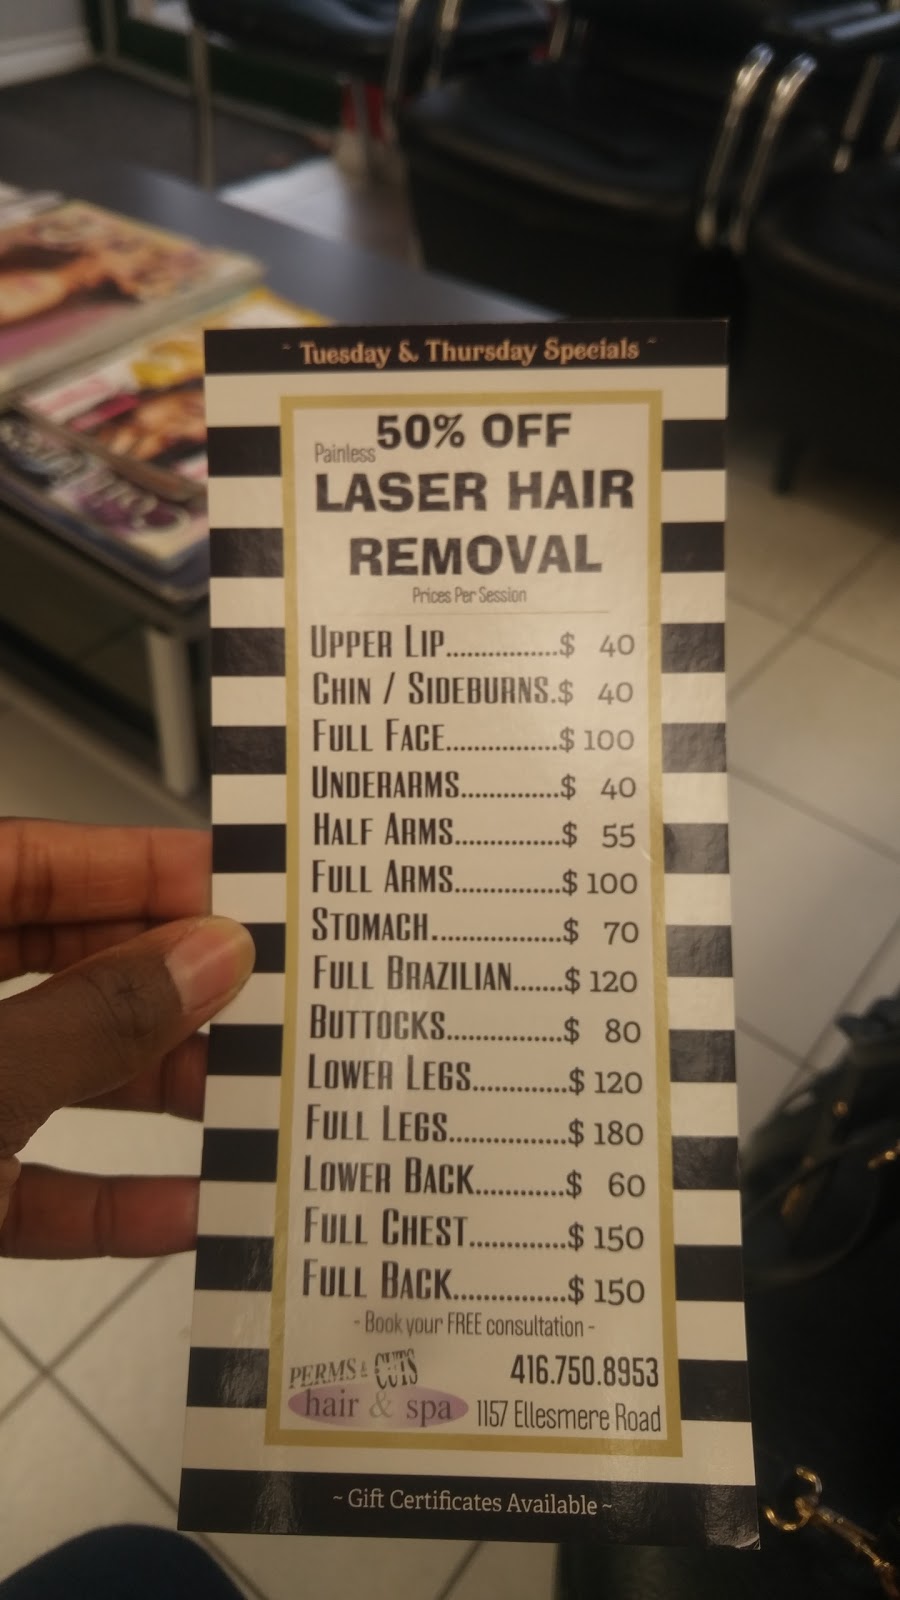 ~ Tuesday & Thursday Specials ~
50% OFF
Painless
LASER HAIR
REMOVAL
Prices Per Session
UPPER LIP................$ 40
CHIN / SIDEBURNS.$ 40
FULL FACE................$ 100
UNDERARMS..............$ 40
HALF ARMS...............$ 55
FULL ARMS...............$ 100
STOMACH...................$ 70
FULL BRAZILIAN.......$ 120
BUTTOCKS.................$ 80
LOWER LEGS.............$ 120
FULL LEGS.................$ 180
LOWER BACK............$ 60
FULL CHEST.............$ 150
FULL BACK................$ 150
- Book your FREE consultation -
PERMS & CUTS
hair & spa
416.750.8953
1157 Ellesmere Road
~ Gift Certificates Available ~